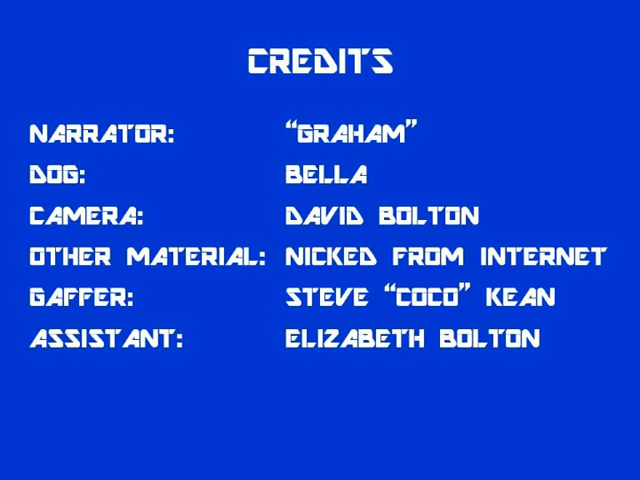 CREDITS
NARRATOR: "GRAHAM"
DOG: BELLA
CAMERA: DAVID BOLTON
OTHER MATERIAL: NICKED FROM INTERNET
GAFFER: STEVE "COCO" KEAN
ASSISTANT: ELIZABETH BOLTON